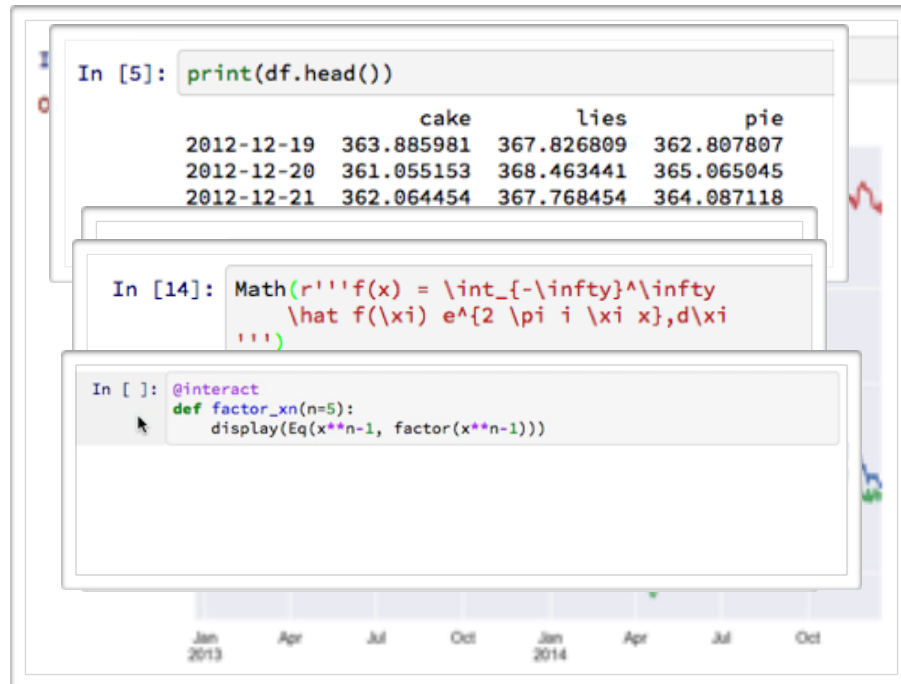 In [5]: print(df.head())
cake lies pie
2012-12-19 363.885981 367.826809 362.807807
2012-12-20 361.055153 368.463441 365.065045
2012-12-21 362.064454 367.768454 364.087118
In [14]: Math(r'''f(x) = \int_{-\infty}^\infty
\hat f(\xi) e^{2 \pi i \xi x},d\xi
''')
In [ ]: @interact
def factor_xn(n=5):
display(Eq(x**n-1, factor(x**n-1)))
Jan Apr Jul Oct Jan Apr Jul Oct
2013 2014